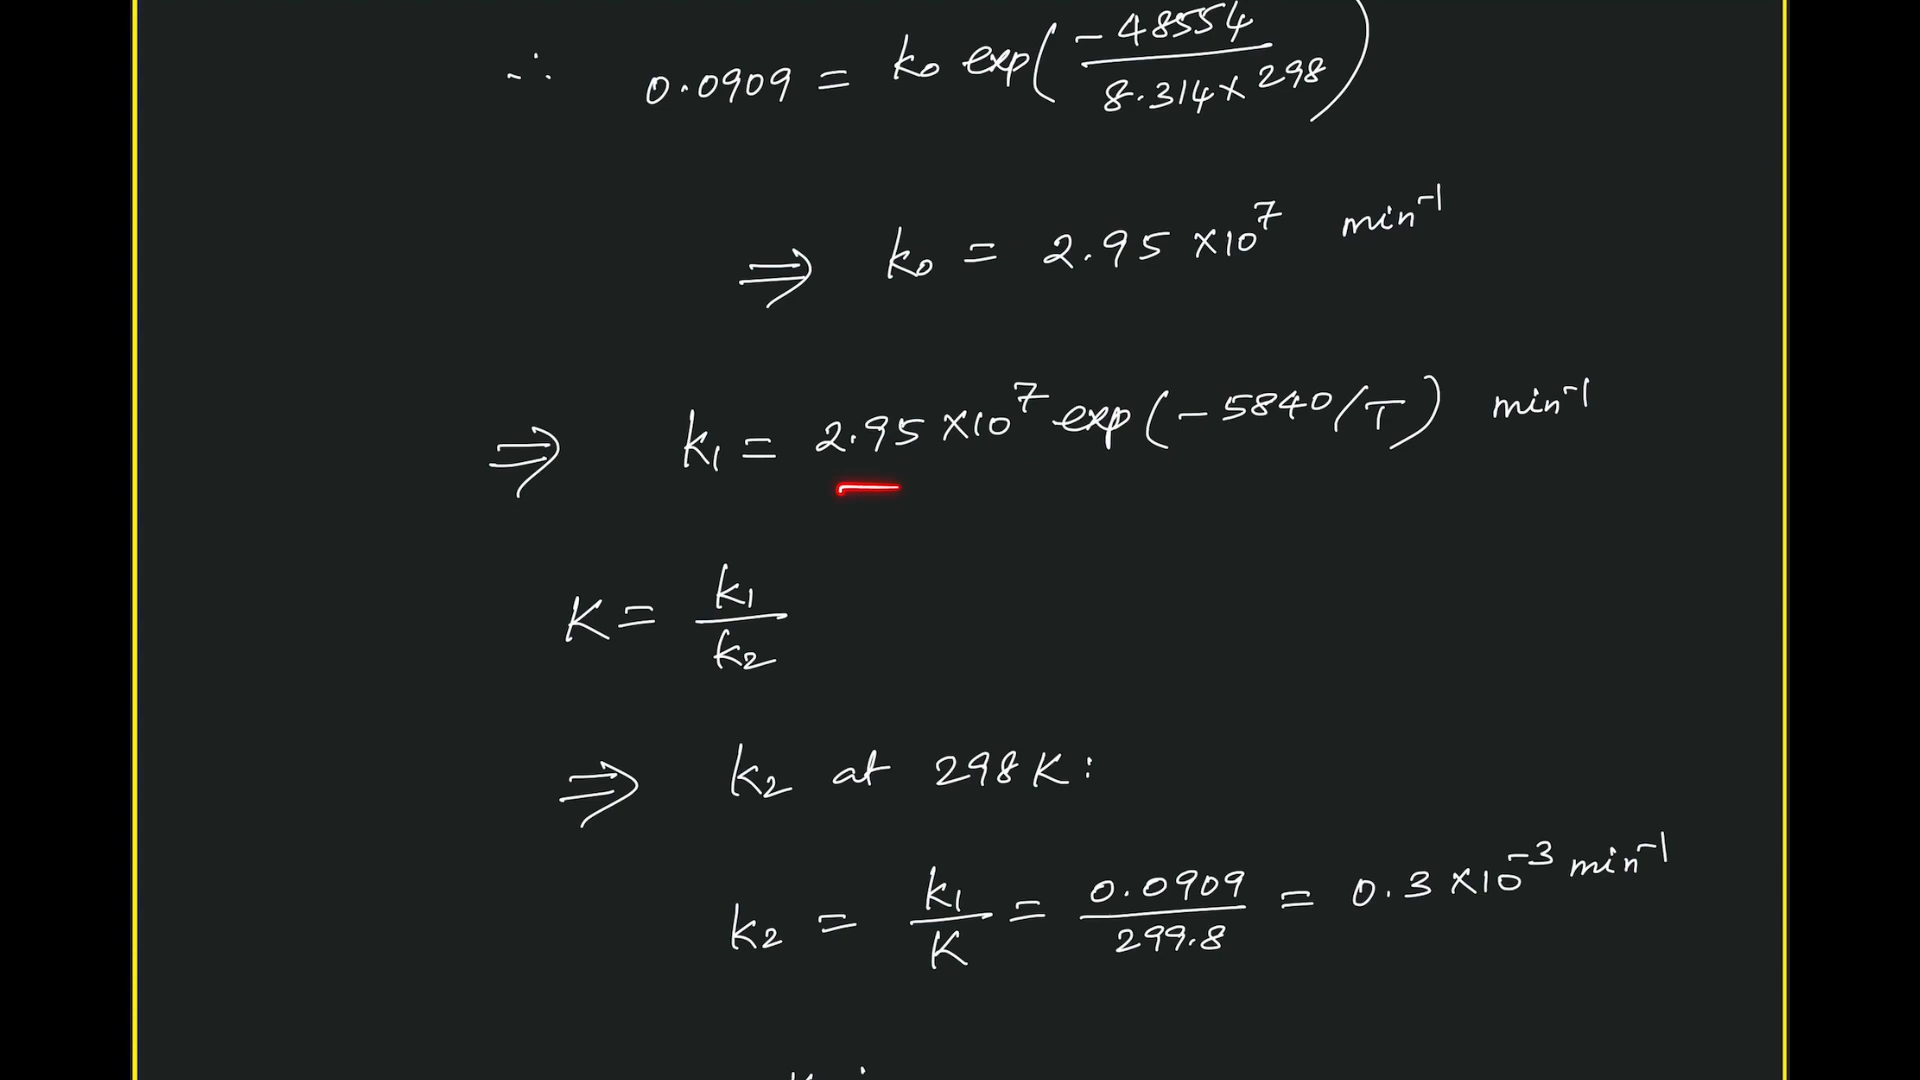 ∴ 0.0909 = k₀ exp(-48554 / 8.314 × 298)
⇒ k₀ = 2.95 × 10⁷ min⁻¹
⇒ k₁ = 2.95 × 10⁷ exp(-5840/T) min⁻¹
K = k₁ / k₂
⇒ k₂ at 298 K:
k₂ = k₁ / K = 0.0909 / 299.8 = 0.3 × 10⁻³ min⁻¹